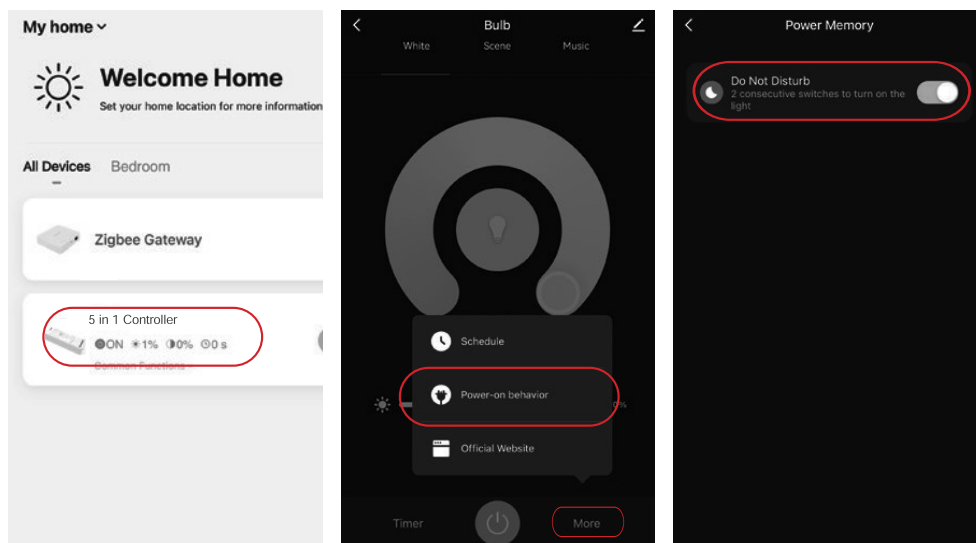 My home
Welcome Home
Set your home location for more information
All Devices Bedroom
Zigbee Gateway
5 in 1 Controller
ON 1% 0% 0 s
Common Functions
Bulb
White Scene Music
Schedule
Power-on behavior
0%
Official Website
Timer More
Power Memory
Do Not Disturb
2 consecutive switches to turn on the
light